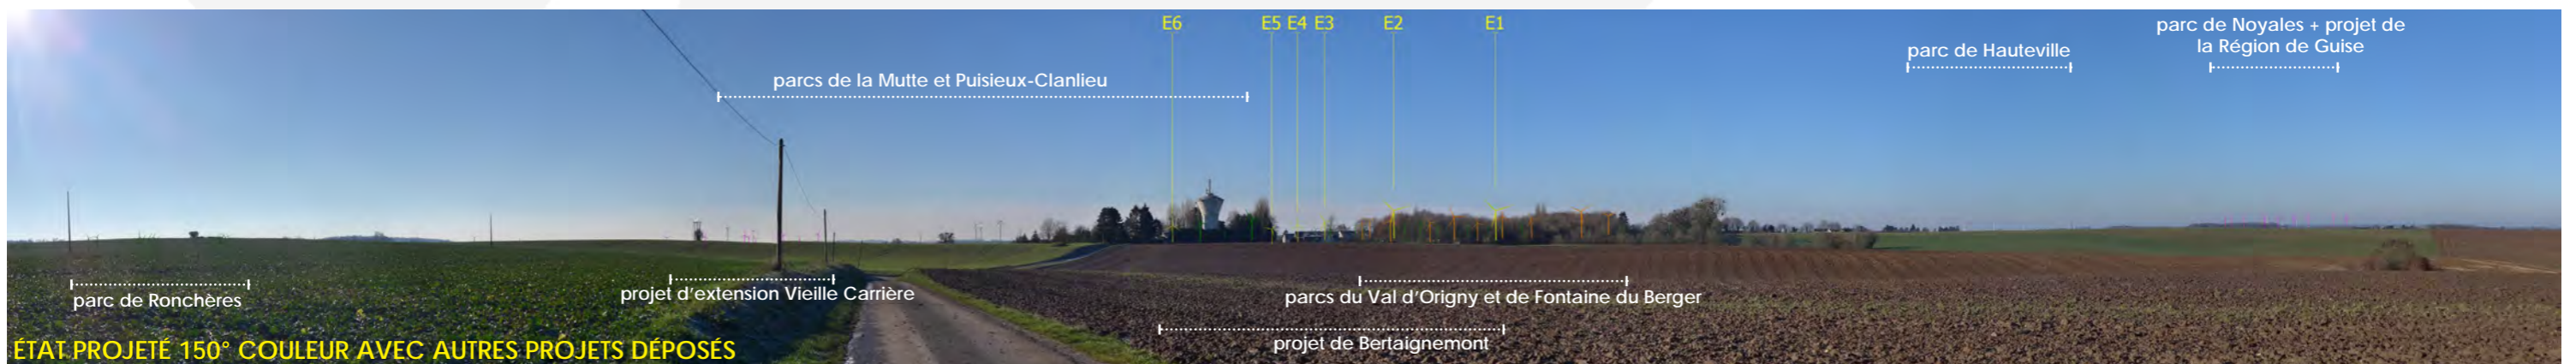 E6 E5 E4 E3 E2 E1
parc de Noyales + projet de
la Région de Guise
parc de Hauteville
parcs de la Mutte et Puisieux-Clanlieu
parc de Ronchères
projet d'extension Vieille Carrière
parcs du Val d'Origny et de Fontaine du Berger
projet de Bertaignemont
ÉTAT PROJETÉ 150° COULEUR AVEC AUTRES PROJETS DÉPOSÉS